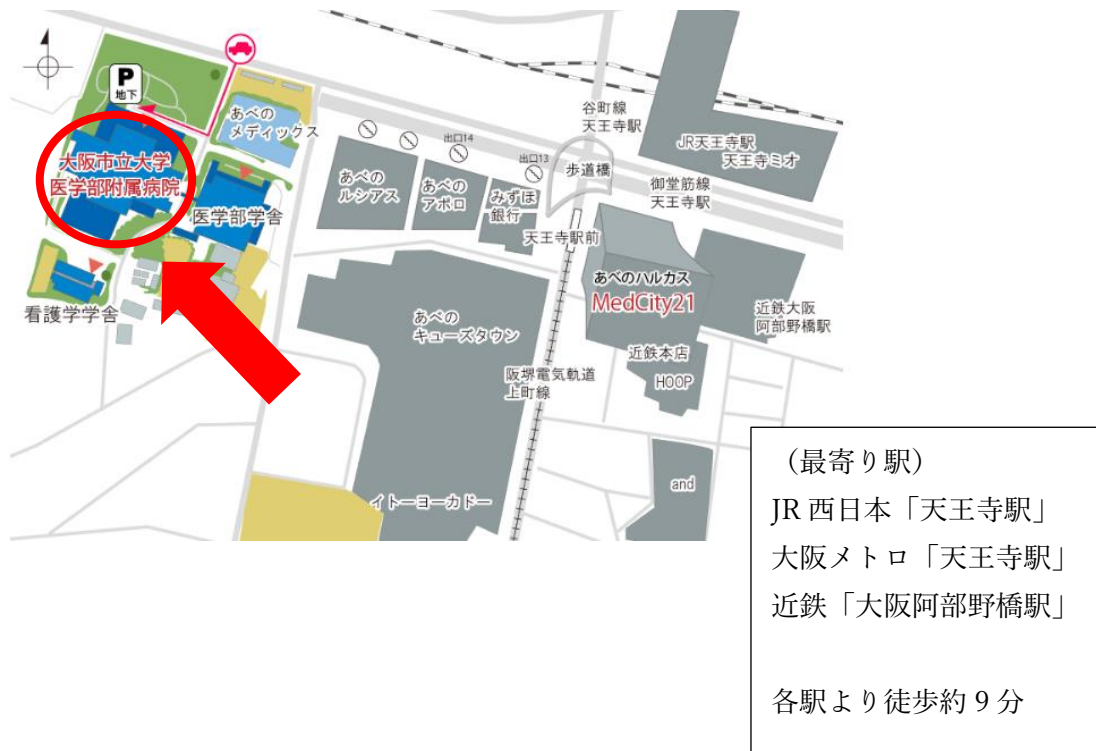 P
地下
あべの
メディックス
大阪市立大学
医学部附属病院
医学部学舎
看護学学舎
あべの
ルシアス
出口14
あべの
アポロ
出口13
みずほ
銀行
谷町線
天王寺駅
歩道橋
JR天王寺駅
天王寺ミオ
御堂筋線
天王寺駅
天王寺駅前
あべのハルカス
MedCity21
近鉄大阪
阿部野橋駅
あべの
キューズタウン
近鉄本店
HOOP
阪堺電気軌道
上町線
and
イトーヨーカドー
（最寄り駅）
JR 西日本「天王寺駅」
大阪メトロ「天王寺駅」
近鉄「大阪阿部野橋駅」
各駅より徒歩約 9 分